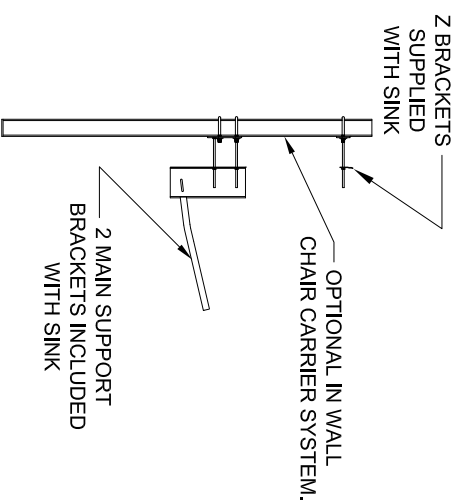 Z BRACKETS
SUPPLIED
WITH SINK
OPTIONAL IN WALL
CHAIR CARRIER SYSTEM.
2 MAIN SUPPORT
BRACKETS INCLUDED
WITH SINK